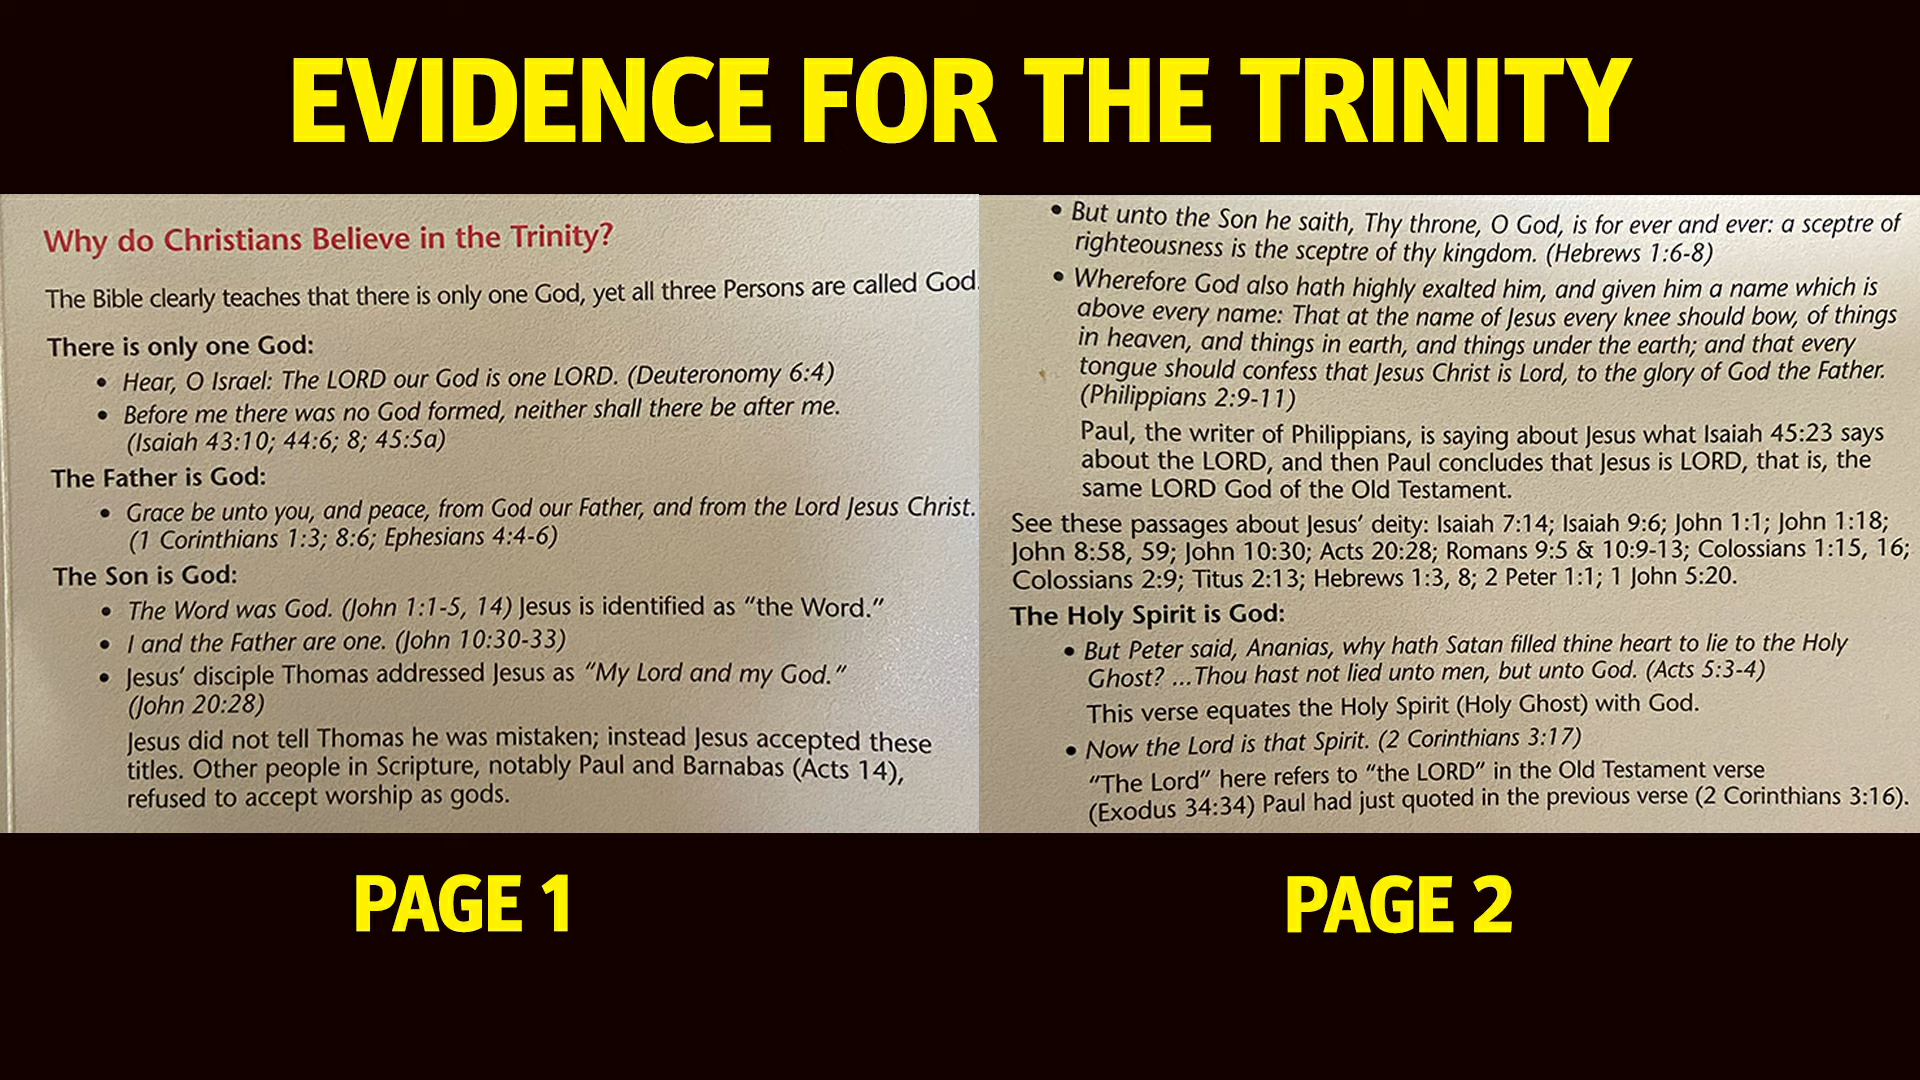 EVIDENCE FOR THE TRINITY
Why do Christians Believe in the Trinity?
The Bible clearly teaches that there is only one God, yet all three Persons are called God.
There is only one God:
• Hear, O Israel: The LORD our God is one LORD. (Deuteronomy 6:4)
• Before me there was no God formed, neither shall there be after me.
(Isaiah 43:10; 44:6; 8; 45:5a)
The Father is God:
• Grace be unto you, and peace, from God our Father, and from the Lord Jesus Christ.
(1 Corinthians 1:3; 8:6; Ephesians 4:4-6)
The Son is God:
• The Word was God. (John 1:1-5, 14) Jesus is identified as “the Word.”
• I and the Father are one. (John 10:30-33)
• Jesus’ disciple Thomas addressed Jesus as “My Lord and my God.”
(John 20:28)
Jesus did not tell Thomas he was mistaken; instead Jesus accepted these
titles. Other people in Scripture, notably Paul and Barnabas (Acts 14),
refused to accept worship as gods.
PAGE 1
• But unto the Son he saith, Thy throne, O God, is for ever and ever: a sceptre of
righteousness is the sceptre of thy kingdom. (Hebrews 1:6-8)
• Wherefore God also hath highly exalted him, and given him a name which is
above every name: That at the name of Jesus every knee should bow, of things
in heaven, and things in earth, and things under the earth; and that every
tongue should confess that Jesus Christ is Lord, to the glory of God the Father.
(Philippians 2:9-11)
Paul, the writer of Philippians, is saying about Jesus what Isaiah 45:23 says
about the LORD, and then Paul concludes that Jesus is LORD, that is, the
same LORD God of the Old Testament.
See these passages about Jesus’ deity: Isaiah 7:14; Isaiah 9:6; John 1:1; John 1:18;
John 8:58, 59; John 10:30; Acts 20:28; Romans 9:5 & 10:9-13; Colossians 1:15, 16;
Colossians 2:9; Titus 2:13; Hebrews 1:3, 8; 2 Peter 1:1; 1 John 5:20.
The Holy Spirit is God:
• But Peter said, Ananias, why hath Satan filled thine heart to lie to the Holy
Ghost? ...Thou hast not lied unto men, but unto God. (Acts 5:3-4)
This verse equates the Holy Spirit (Holy Ghost) with God.
• Now the Lord is that Spirit. (2 Corinthians 3:17)
“The Lord” here refers to “the LORD” in the Old Testament verse
(Exodus 34:34) Paul had just quoted in the previous verse (2 Corinthians 3:16).
PAGE 2